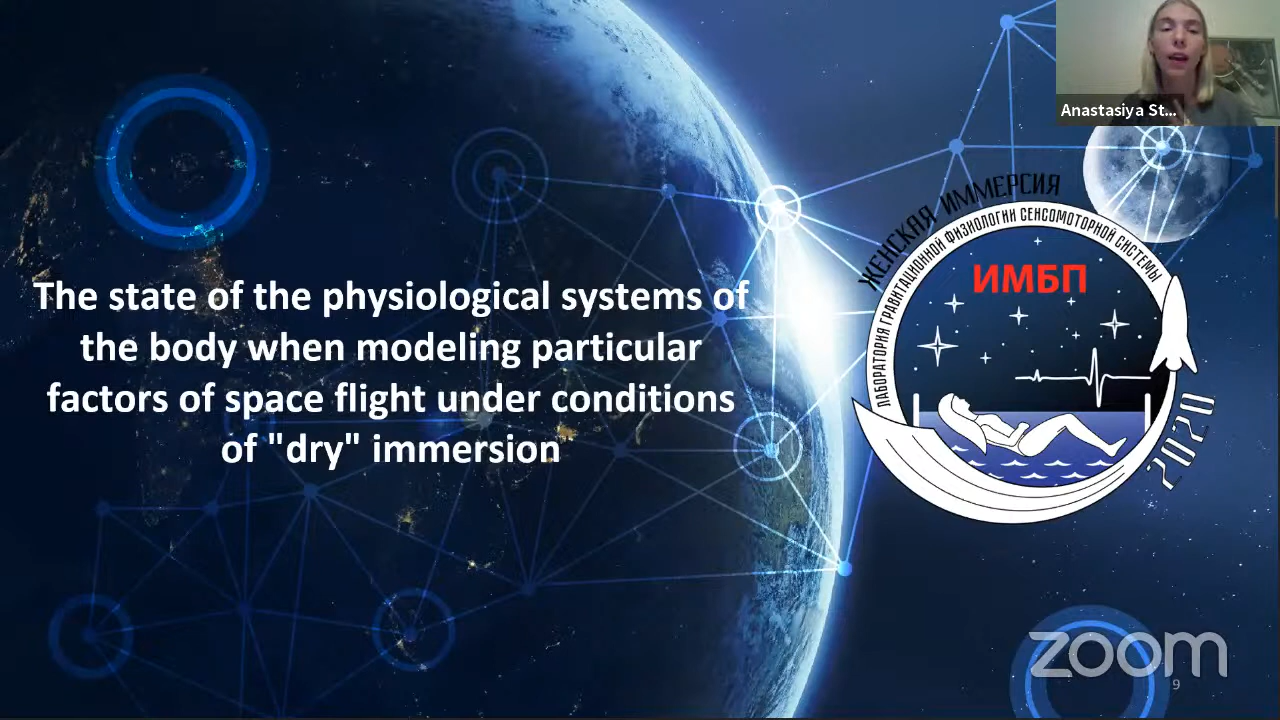 Anastasiya St...
The state of the physiological systems of
the body when modeling particular
factors of space flight under conditions
of "dry" immersion
ЖЕНСКАЯ ИММЕРСИЯ
ЛАБОРАТОРИЯ ГРАВИТАЦИОННОЙ ФИЗИОЛОГИИ СЕНСОМОТОРНОЙ СИСТЕМЫ
ИМБП
2020
zoom
9